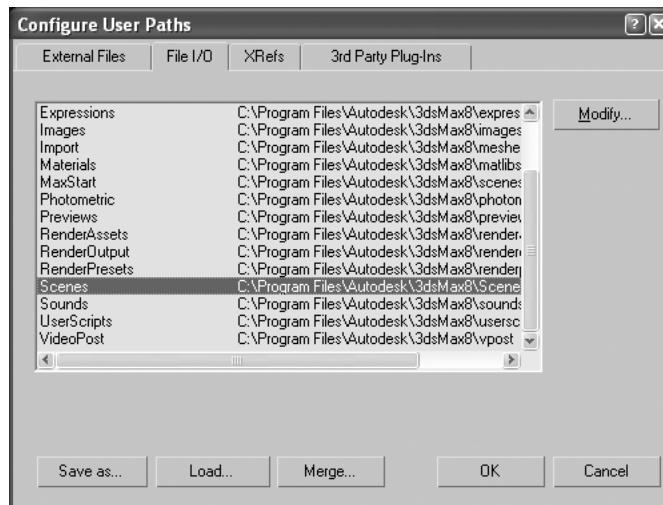 Configure User Paths
External Files File I/O XRefs 3rd Party Plug-Ins
Expressions C:\Program Files\Autodesk\3dsMax8\expres
Images C:\Program Files\Autodesk\3dsMax8\images
Import C:\Program Files\Autodesk\3dsMax8\meshe
Materials C:\Program Files\Autodesk\3dsMax8\matlibs
MaxStart C:\Program Files\Autodesk\3dsMax8\scenes
Photometric C:\Program Files\Autodesk\3dsMax8\photon
Previews C:\Program Files\Autodesk\3dsMax8\previe
RenderAssets C:\Program Files\Autodesk\3dsMax8\render
RenderOutput C:\Program Files\Autodesk\3dsMax8\render
RenderPresets C:\Program Files\Autodesk\3dsMax8\render
Scenes C:\Program Files\Autodesk\3dsMax8\Scene
Sounds C:\Program Files\Autodesk\3dsMax8\sounds
UserScripts C:\Program Files\Autodesk\3dsMax8\usersc
VideoPost C:\Program Files\Autodesk\3dsMax8\vpost
Modify...
Save as... Load... Merge... OK Cancel